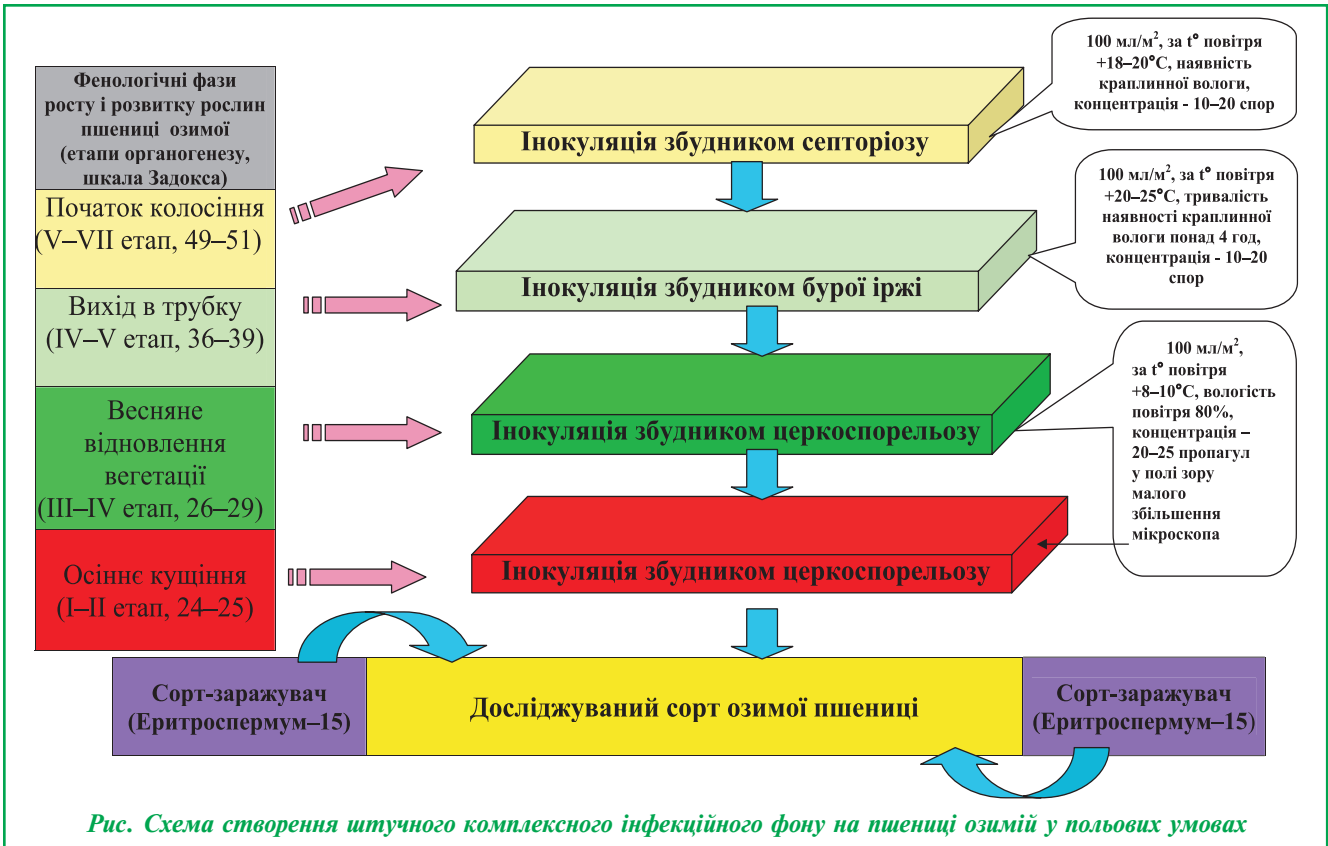 Фенологічні фази
росту і розвитку рослин
пшениці озимої
(етапи органогенезу,
шкала Задокса)
Початок колосіння
(V–VII етап, 49–51)
Вихід в трубку
(IV–V етап, 36–39)
Весняне
відновлення
вегетації
(III–IV етап, 26–29)
Осіннє кущіння
(I–II етап, 24–25)
Інокуляція збудником септоріозу
100 мл/м², за t° повітря
+18–20°С, наявність
краплинної вологи,
концентрація - 10–20 спор
Інокуляція збудником бурої іржі
100 мл/м², за t° повітря
+20–25°С, тривалість
наявності краплинної
вологи понад 4 год,
концентрація - 10–20
спор
Інокуляція збудником церкоспорельозу
100 мл/м²,
за t° повітря
+8–10°С, вологість
повітря 80%,
концентрація –
20–25 пропагул
у полі зору
малого
збільшення
мікроскопа
Інокуляція збудником церкоспорельозу
Сорт-заражувач
(Еритроспермум–15)
Досліджуваний сорт озимої пшениці
Сорт-заражувач
(Еритроспермум–15)
Рис. Схема створення штучного комплексного інфекційного фону на пшениці озимій у польових умовах